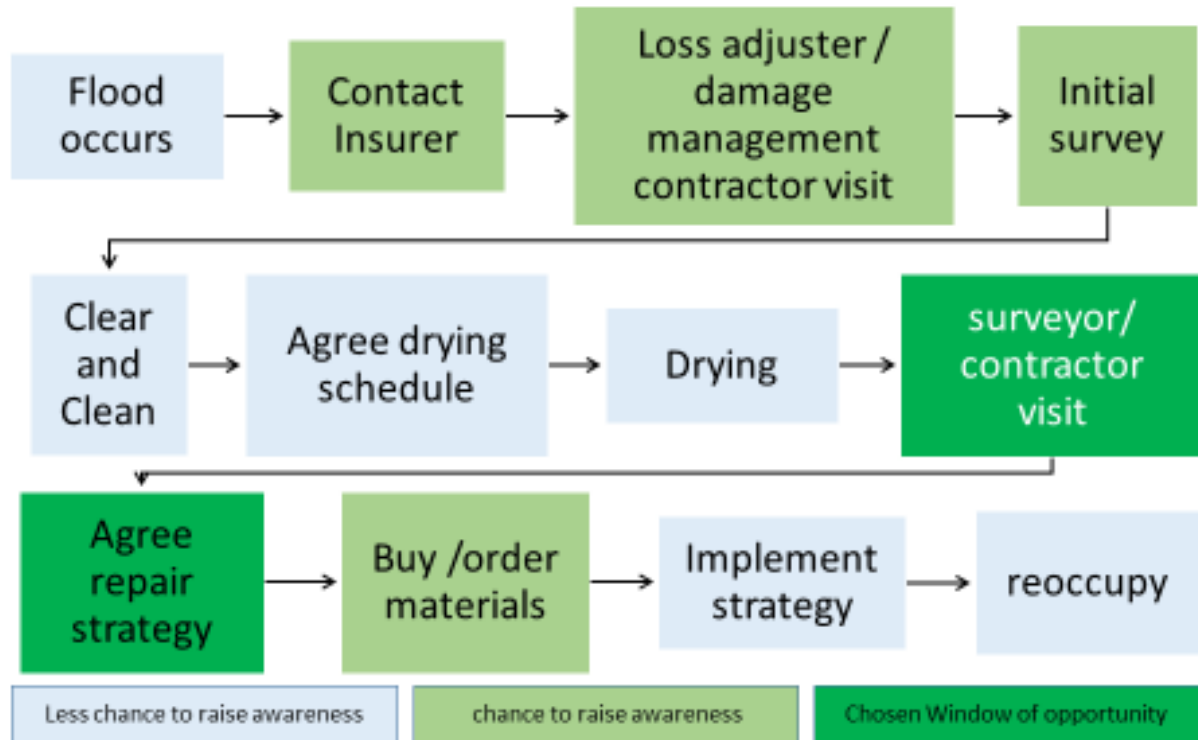 Flood
occurs
Contact
Insurer
Loss adjuster /
damage
management
contractor visit
Initial
survey
Clear
and
Clean
Agree drying
schedule
Drying
surveyor/
contractor
visit
Agree
repair
strategy
Buy /order
materials
Implement
strategy
reoccupy
Less chance to raise awareness
chance to raise awareness
Chosen Window of opportunity